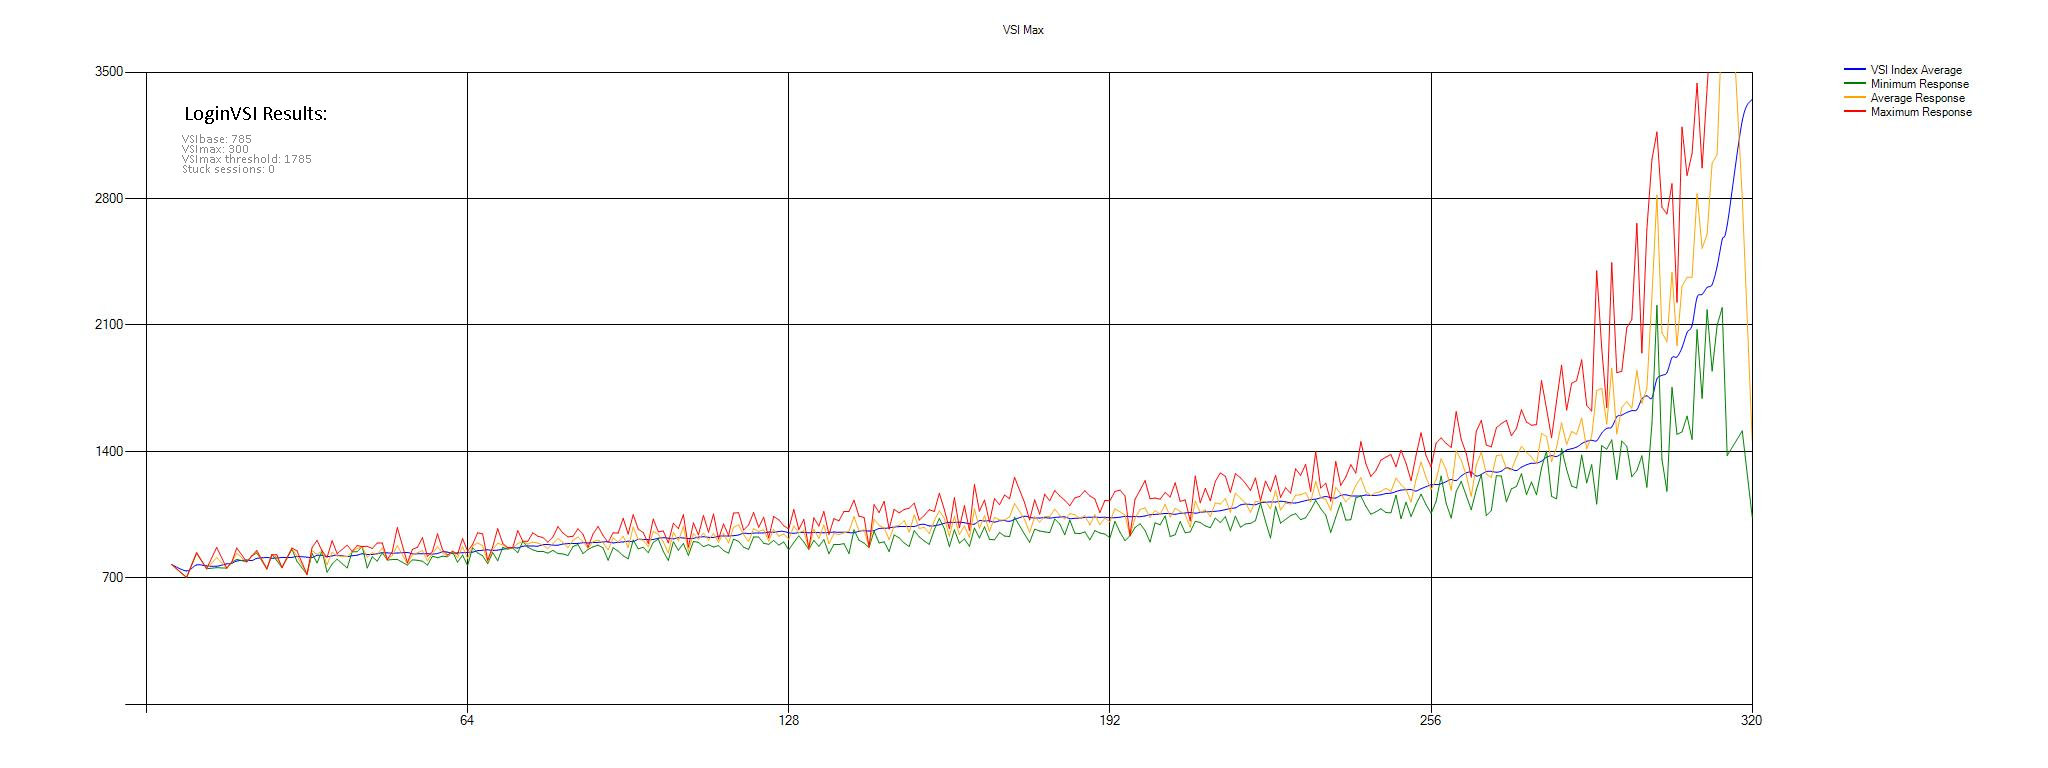 VSI Max
3500
2800
2100
1400
700
LoginVSI Results:
VSIbase: 785
VSImax: 300
VSImax threshold: 1785
Stuck sessions: 0
VSI Index Average
Minimum Response
Average Response
Maximum Response
64
128
192
256
320